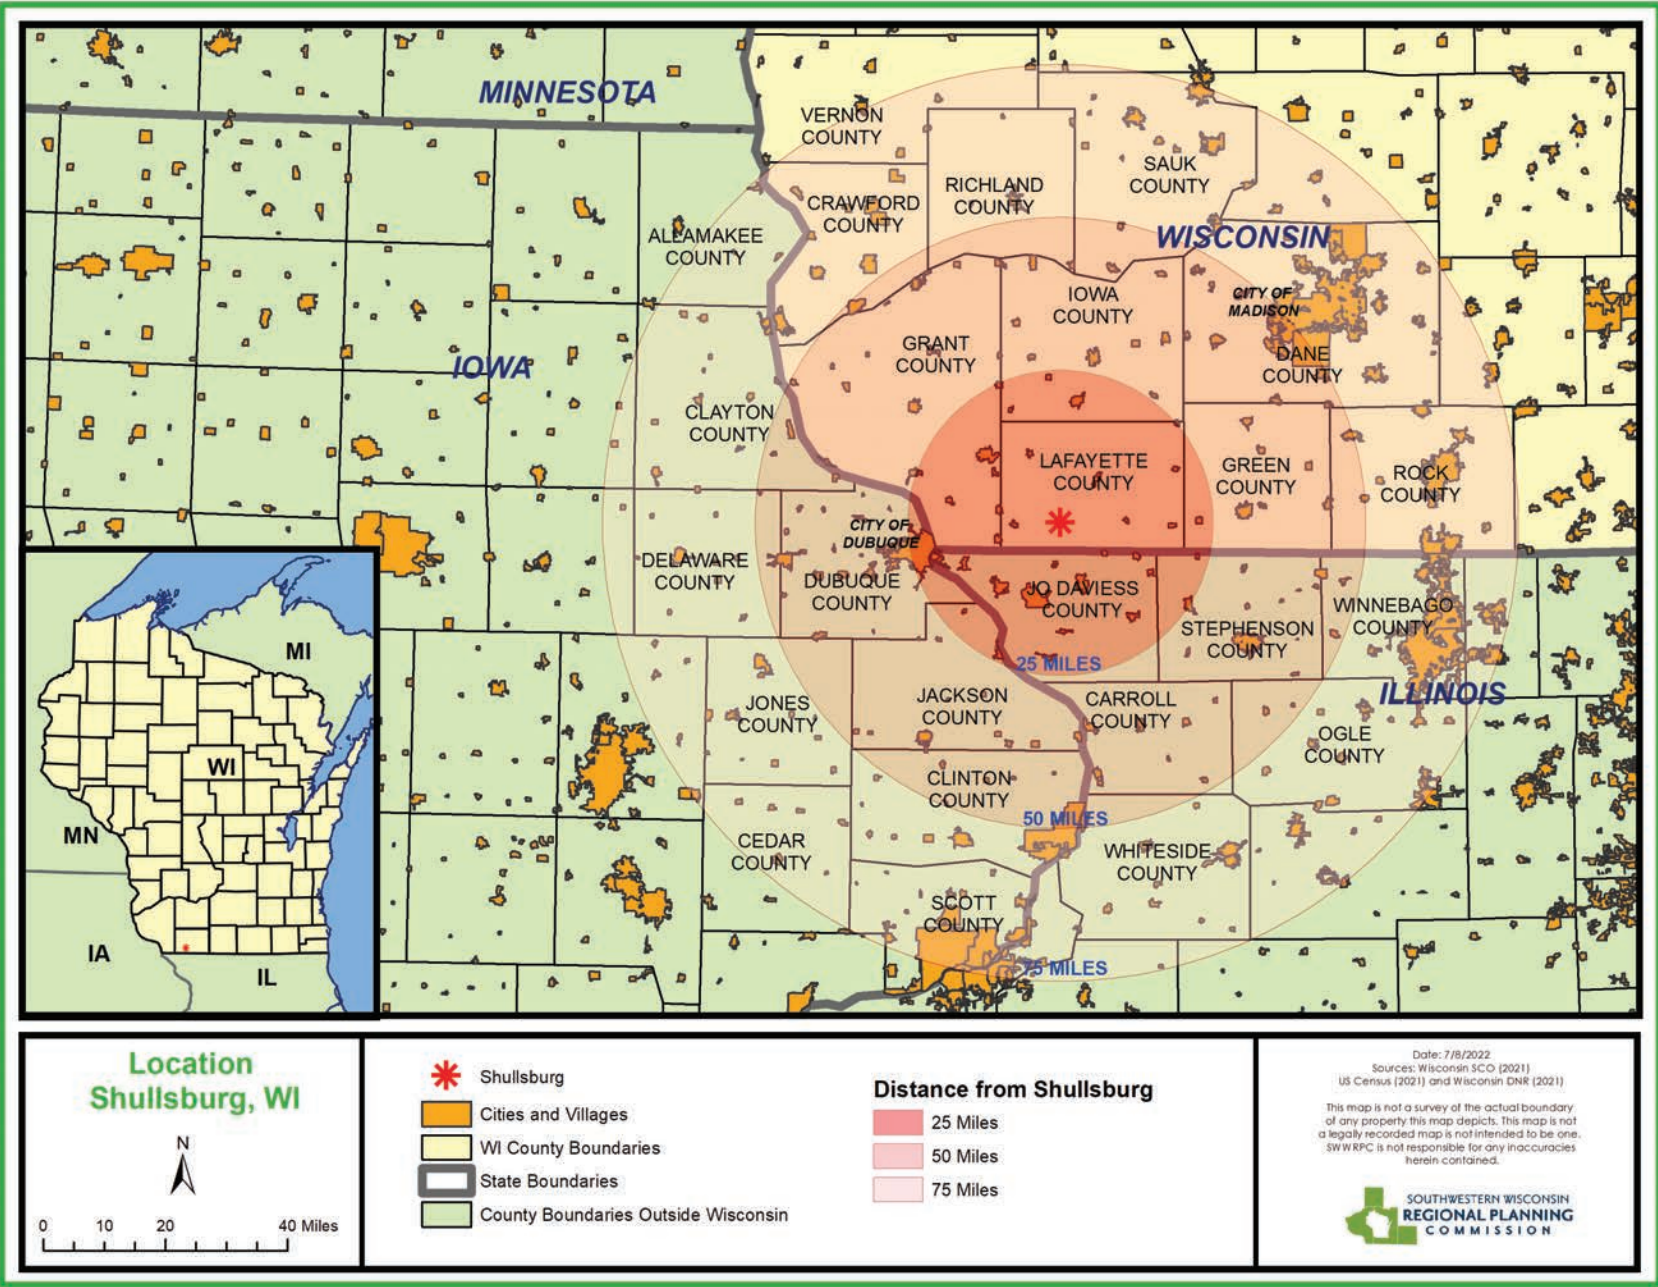 MINNESOTA
VERNON
COUNTY
SAUK
COUNTY
RICHLAND
COUNTY
CRAWFORD
COUNTY
ALLAMAKEE
COUNTY
WISCONSIN
IOWA
COUNTY
CITY OF
MADISON
GRANT
COUNTY
DANE
COUNTY
IOWA
CLAYTON
COUNTY
LAFAYETTE
COUNTY
GREEN
COUNTY
ROCK
COUNTY
CITY OF
DUBUQUE
DELAWARE
COUNTY
DUBUQUE
COUNTY
JO DAVIESS
COUNTY
STEPHENSON
COUNTY
WINNEBAGO
COUNTY
25 MILES
ILLINOIS
JONES
COUNTY
JACKSON
COUNTY
CARROLL
COUNTY
OGLE
COUNTY
CLINTON
COUNTY
50 MILES
CEDAR
COUNTY
WHITESIDE
COUNTY
SCOTT
COUNTY
75 MILES
MI
WI
MN
IA
IL
Location
Shullsburg, WI
N
0 10 20 40 Miles
Shullsburg
Cities and Villages
WI County Boundaries
State Boundaries
County Boundaries Outside Wisconsin
Distance from Shullsburg
25 Miles
50 Miles
75 Miles
Date: 7/8/2022
Sources: Wisconsin SCO (2021)
US Census (2021) and Wisconsin DNR (2021)
This map is not a survey of the actual boundary
of any property this map depicts. This map is not
a legally recorded map is not intended to be one.
SWWRPC is not responsible for any inaccuracies
herein contained.
SOUTHWESTERN WISCONSIN
REGIONAL PLANNING
COMMISSION